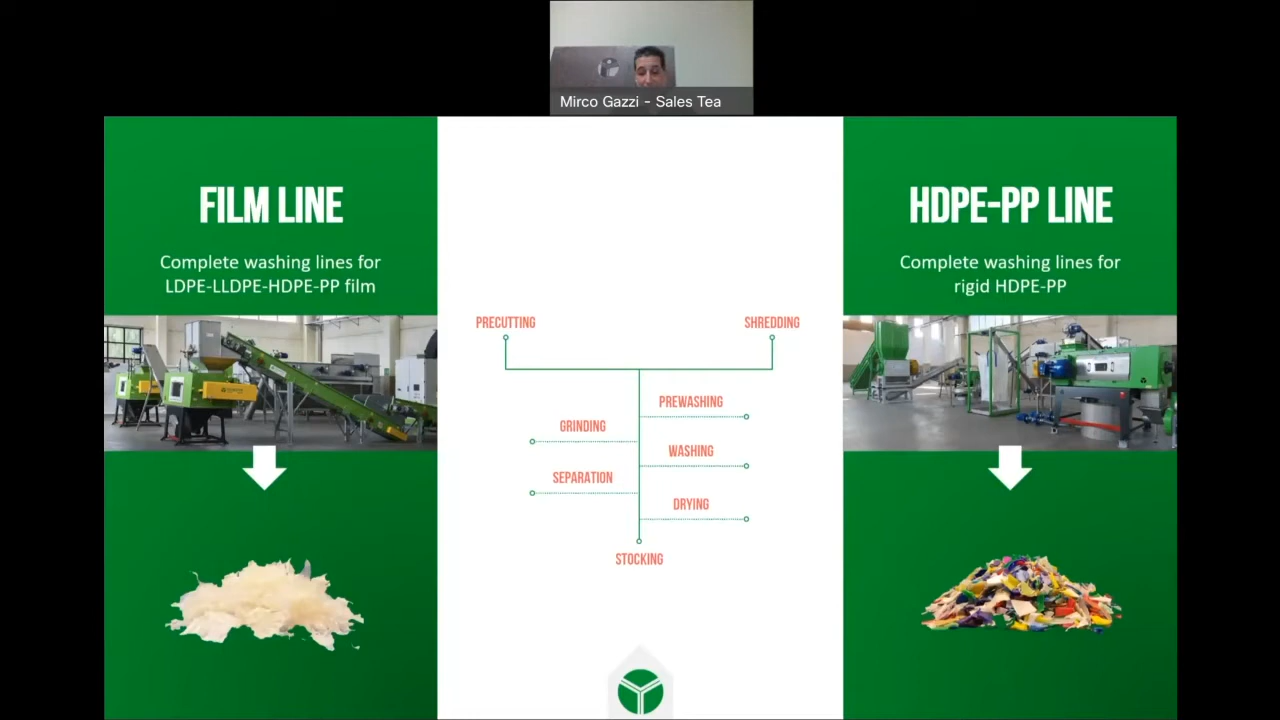 Mirco Gazzi - Sales Tea
FILM LINE
Complete washing lines for
LDPE-LLDPE-HDPE-PP film
PRECUTTING
SHREDDING
PREWASHING
GRINDING
WASHING
SEPARATION
DRYING
STOCKING
HDPE-PP LINE
Complete washing lines for
rigid HDPE-PP